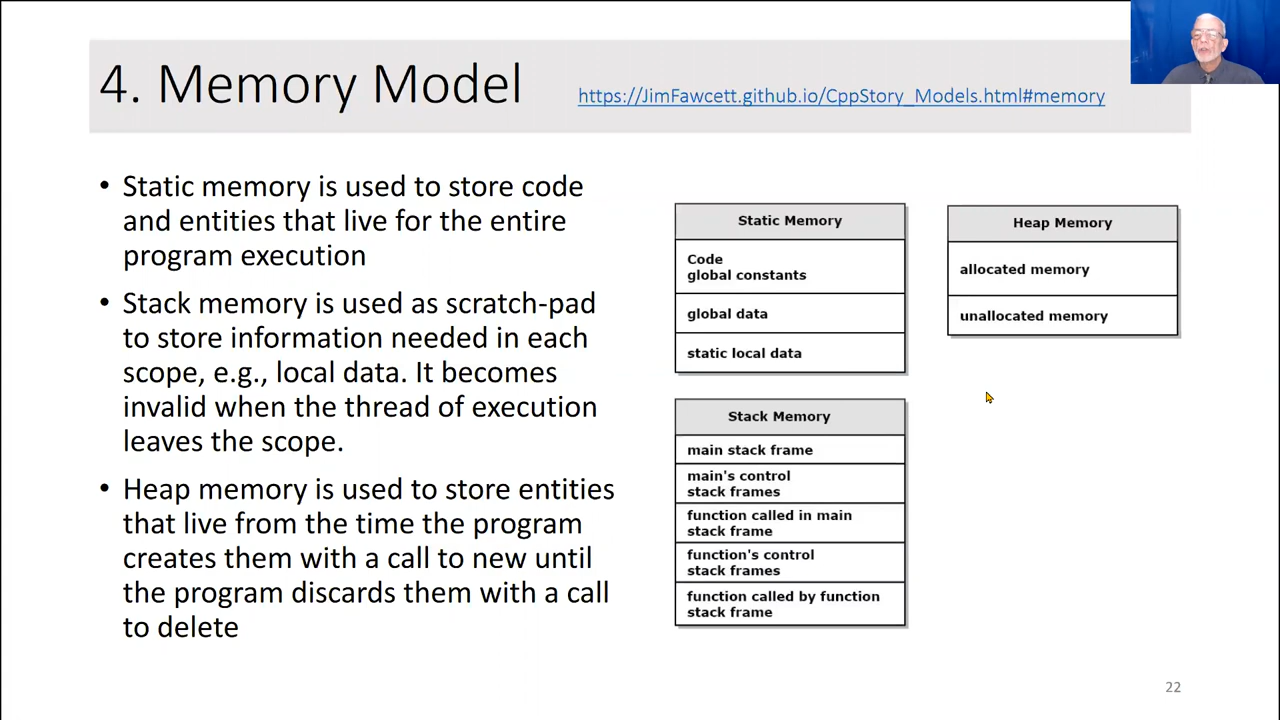 4. Memory Model
https://JimFawcett.github.io/CppStory_Models.html#memory
• Static memory is used to store code
and entities that live for the entire
program execution
• Stack memory is used as scratch-pad
to store information needed in each
scope, e.g., local data. It becomes
invalid when the thread of execution
leaves the scope.
• Heap memory is used to store entities
that live from the time the program
creates them with a call to new until
the program discards them with a call
to delete
Static Memory
Code
global constants
global data
static local data
Heap Memory
allocated memory
unallocated memory
Stack Memory
main stack frame
main's control
stack frames
function called in main
stack frame
function's control
stack frames
function called by function
stack frame
22